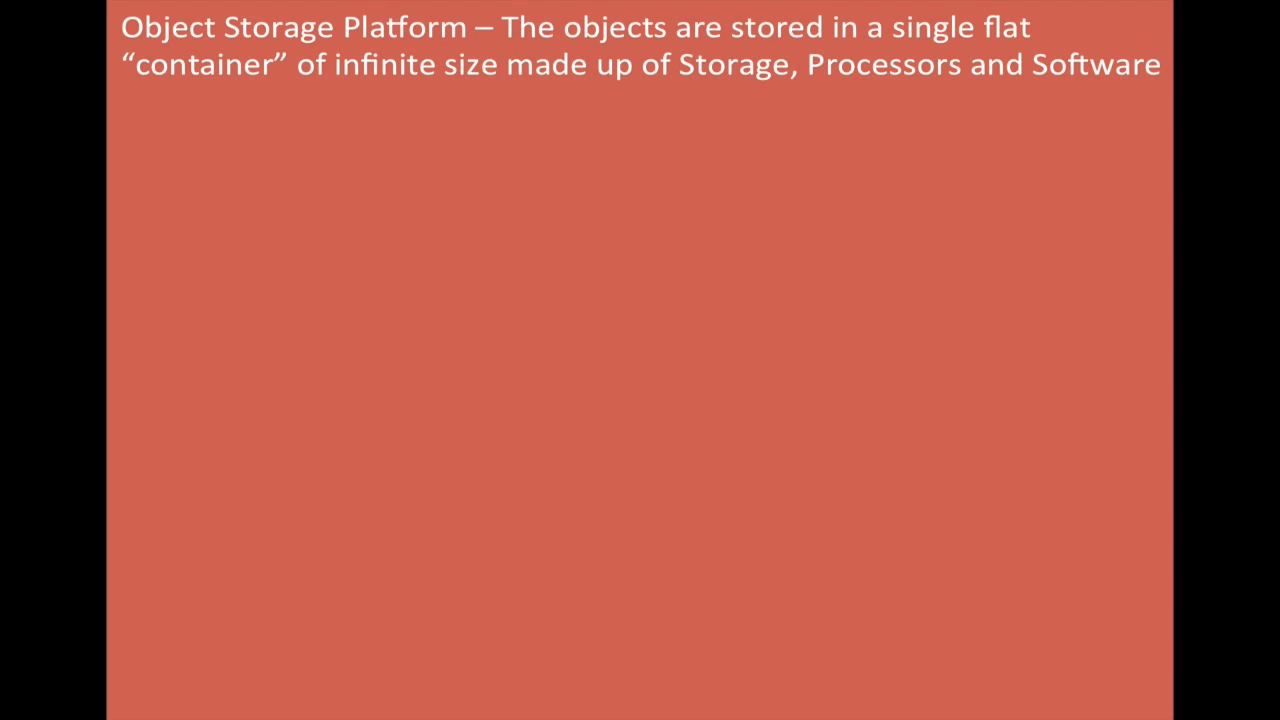 Object Storage Platform – The objects are stored in a single flat
“container” of infinite size made up of Storage, Processors and Software